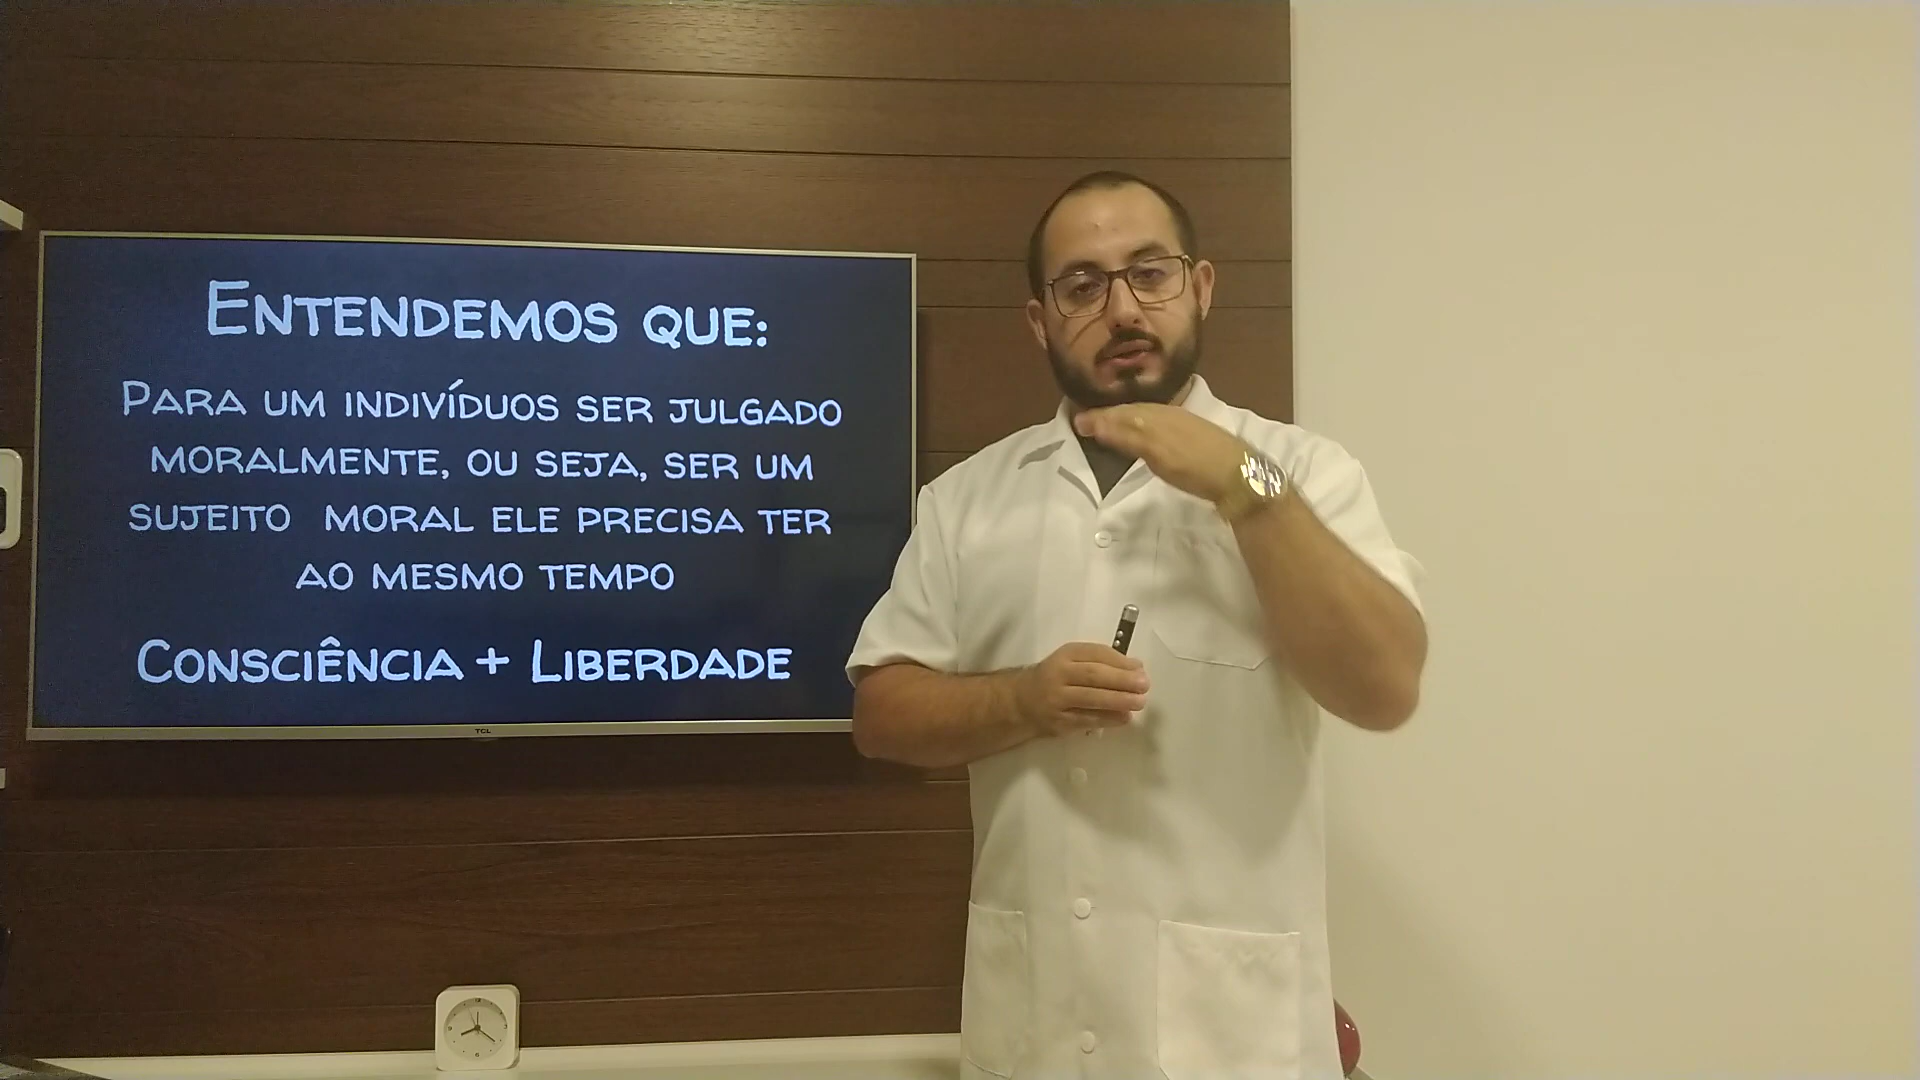 Entendemos que:
Para um indivíduos ser julgado
moralmente, ou seja, ser um
sujeito moral ele precisa ter
ao mesmo tempo
Consciência + Liberdade
TCL